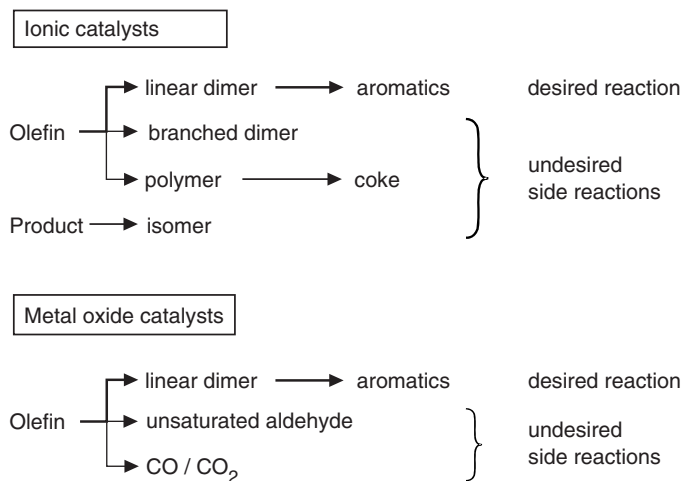 Ionic catalysts
linear dimer aromatics desired reaction
Olefin branched dimer
polymer coke undesired
side reactions
Product isomer
Metal oxide catalysts
linear dimer aromatics desired reaction
Olefin unsaturated aldehyde
undesired
side reactions
CO / CO₂